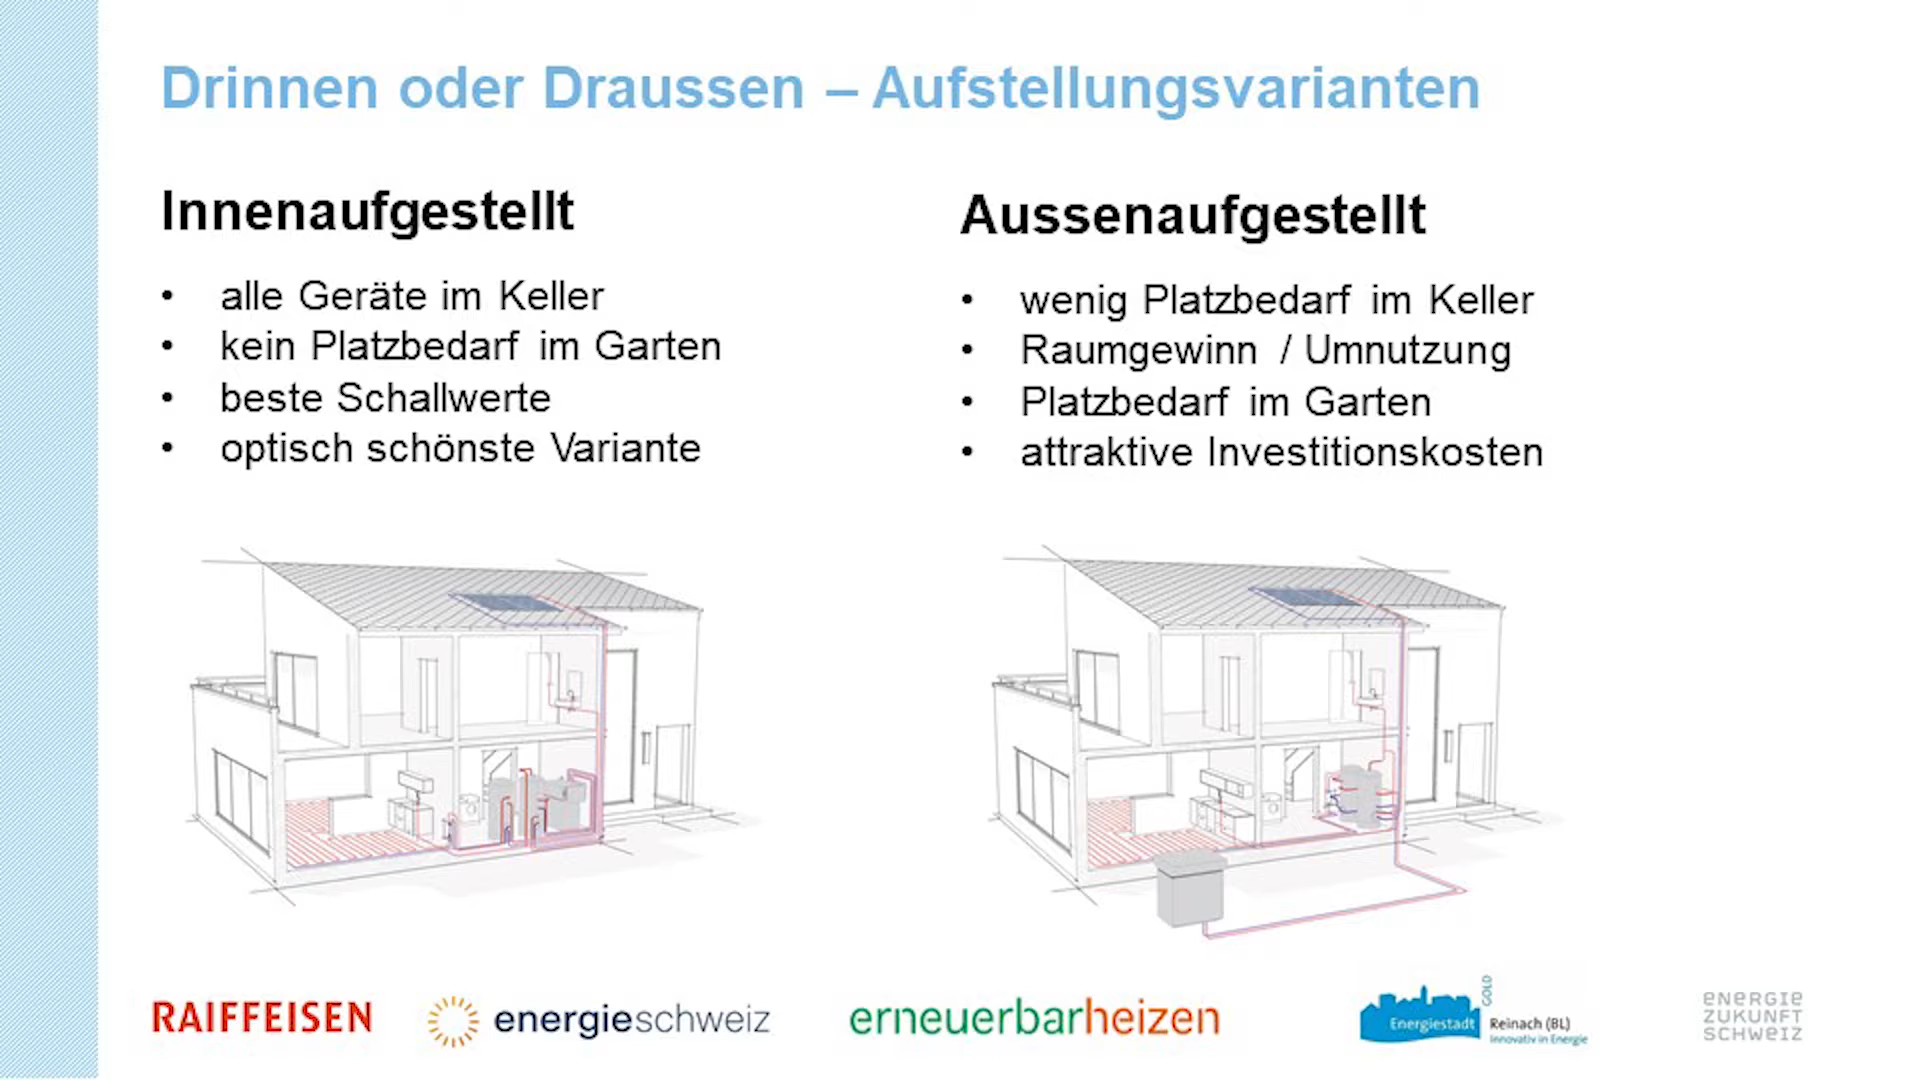 Drinnen oder Draussen – Aufstellungsvarianten
Innenaufgestellt
• alle Geräte im Keller
• kein Platzbedarf im Garten
• beste Schallwerte
• optisch schönste Variante
Aussenaufgestellt
• wenig Platzbedarf im Keller
• Raumgewinn / Umnutzung
• Platzbedarf im Garten
• attraktive Investitionskosten
RAIFFEISEN
energieschweiz
erneuerbarheizen
Energiestadt
GOLD
Reinach (BL)
Innovativ in Energie
ENERGIE
ZUKUNFT
SCHWEIZ